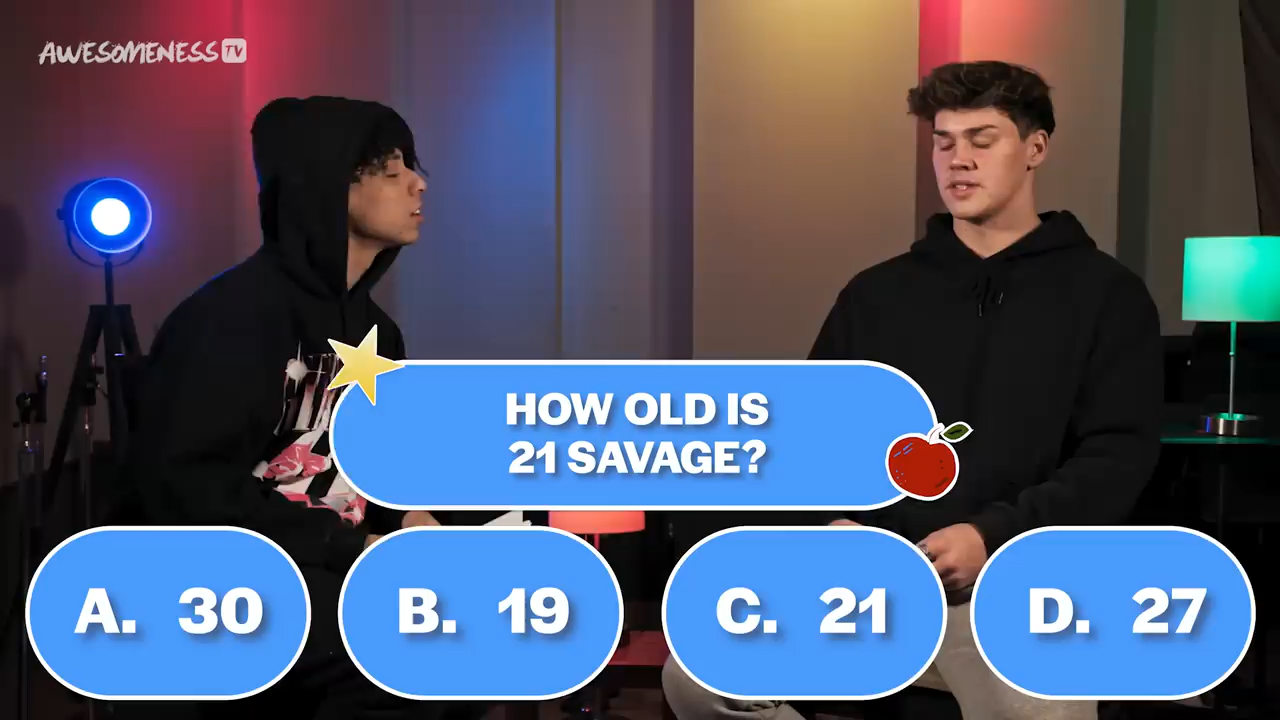 AWESOMENESS TV
HOW OLD IS
21 SAVAGE?
A. 30
B. 19
C. 21
D. 27